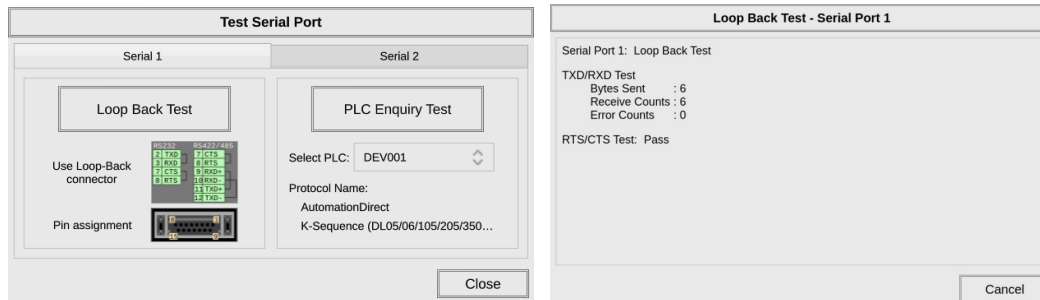 Test Serial Port
Serial 1
Serial 2
Loop Back Test
Use Loop-Back
connector
RS232 RS422/485
2 TXD 7 CTS
3 RXD 8 RTS
7 CTS 9 RXD+
8 RTS 10 RXD-
11 TXD+
12 TXD-
Pin assignment
8 1
15 9
PLC Enquiry Test
Select PLC: DEV001
Protocol Name:
AutomationDirect
K-Sequence (DL05/06/105/205/350...
Close
Loop Back Test - Serial Port 1
Serial Port 1: Loop Back Test
TXD/RXD Test
Bytes Sent : 6
Receive Counts : 6
Error Counts : 0
RTS/CTS Test: Pass
Cancel